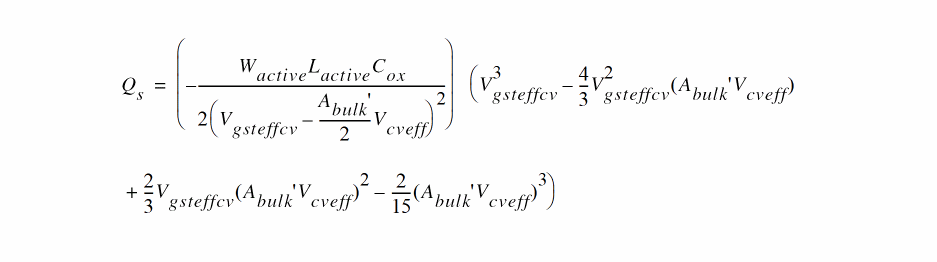 Q_s = \left( -\frac{W_{active}L_{active}C_{ox}}{2\left(V_{gsteffcv} - \frac{A_{bulk}'}{2}V_{cveff}\right)^2} \right) \left( V_{gsteffcv}^3 - \frac{4}{3}V_{gsteffcv}^2(A_{bulk}'V_{cveff})
+ \frac{2}{3}V_{gsteffcv}(A_{bulk}'V_{cveff})^2 - \frac{2}{15}(A_{bulk}'V_{cveff})^3 \right)